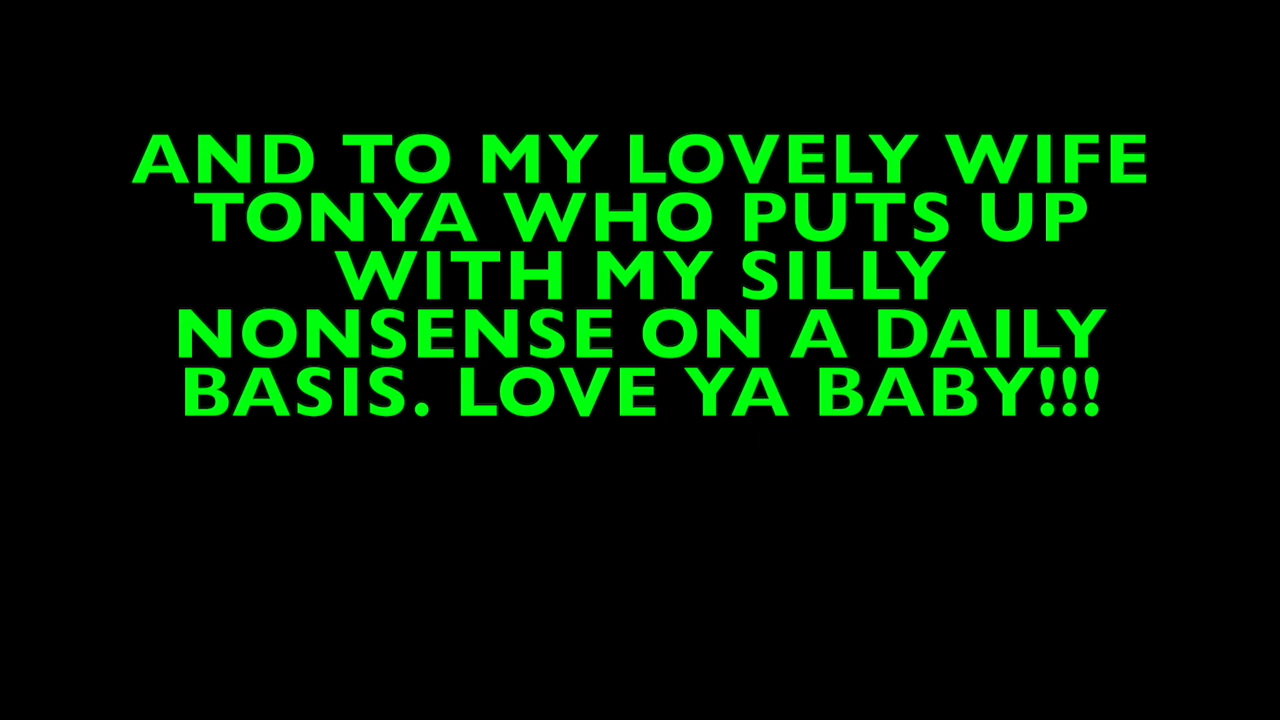 AND TO MY LOVELY WIFE
TONYA WHO PUTS UP
WITH MY SILLY
NONSENSE ON A DAILY
BASIS. LOVE YA BABY!!!